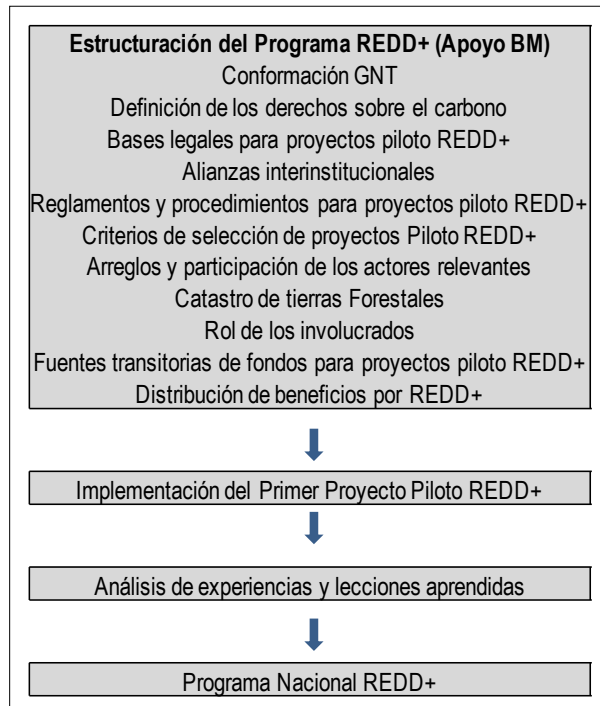 Estructuración del Programa REDD+ (Apoyo BM)
Conformación GNT
Definición de los derechos sobre el carbono
Bases legales para proyectos piloto REDD+
Alianzas interinstitucionales
Reglamentos y procedimientos para proyectos piloto REDD+
Criterios de selección de proyectos Piloto REDD+
Arreglos y participación de los actores relevantes
Catastro de tierras Forestales
Rol de los involucrados
Fuentes transitorias de fondos para proyectos piloto REDD+
Distribución de beneficios por REDD+
Implementación del Primer Proyecto Piloto REDD+
Análisis de experiencias y lecciones aprendidas
Programa Nacional REDD+